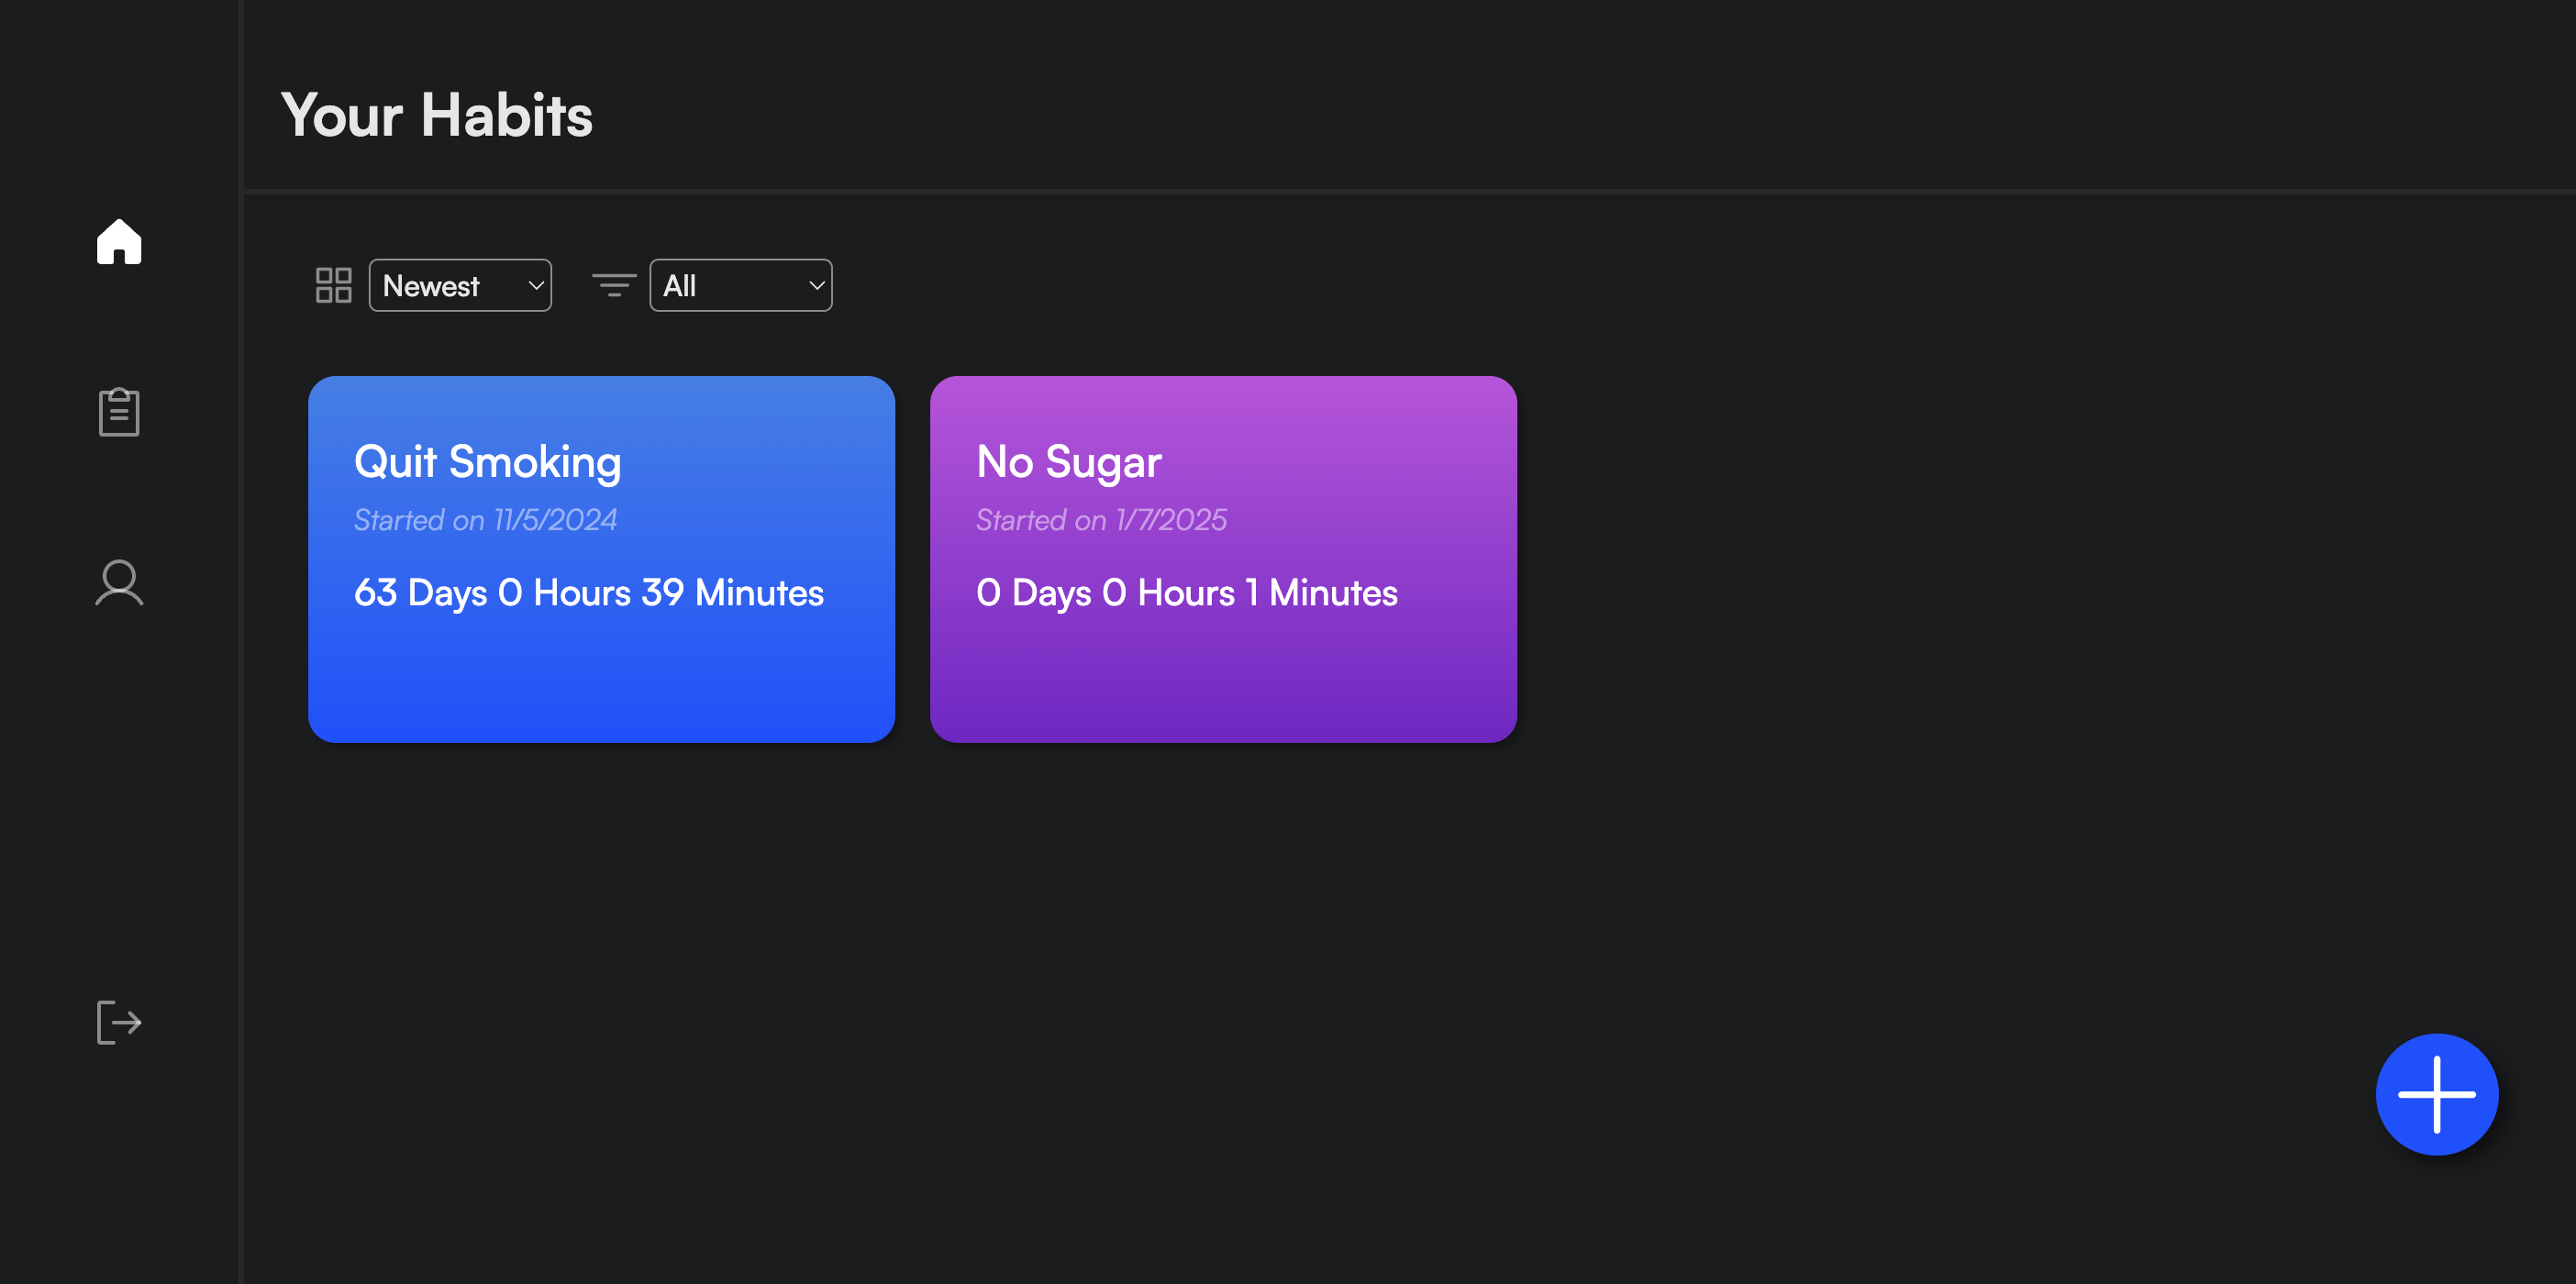 Your Habits
Newest
All
Quit Smoking
Started on 11/5/2024
63 Days 0 Hours 39 Minutes
No Sugar
Started on 1/7/2025
0 Days 0 Hours 1 Minutes